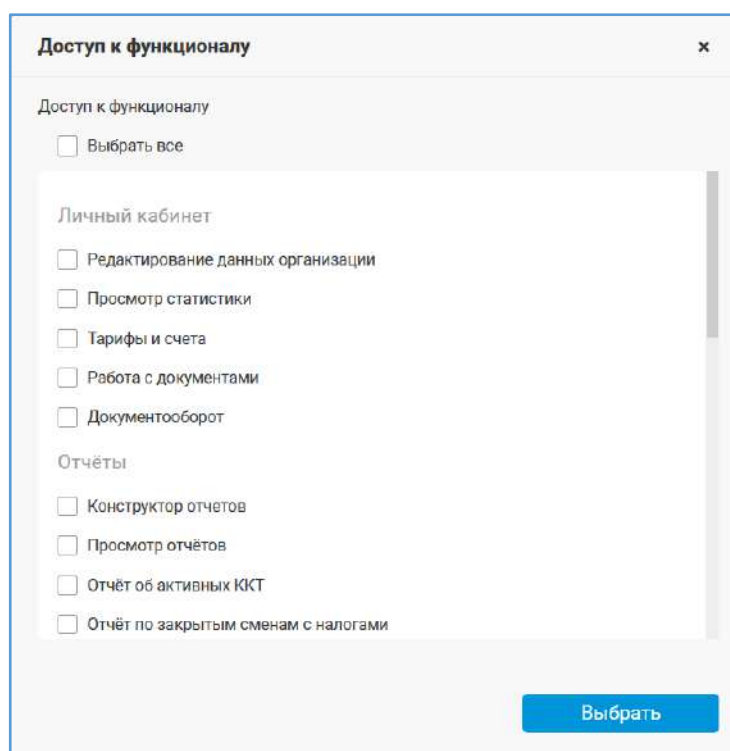 Доступ к функционалу
×
Доступ к функционалу
Выбрать все
Личный кабинет
Редактирование данных организации
Просмотр статистики
Тарифы и счета
Работа с документами
Документооборот
Отчёты
Конструктор отчетов
Просмотр отчётов
Отчёт об активных ККТ
Отчёт по закрытым сменам с налогами
Выбрать